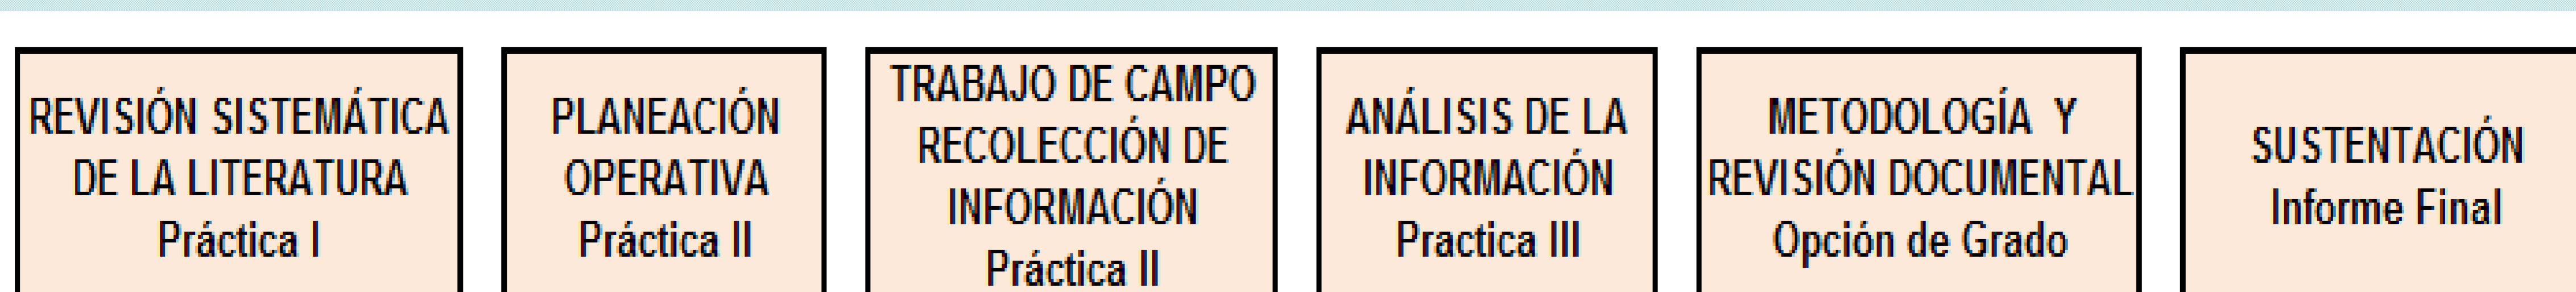 REVISIÓN SISTEMÁTICA
DE LA LITERATURA
Práctica I
PLANEACIÓN
OPERATIVA
Práctica II
TRABAJO DE CAMPO
RECOLECCIÓN DE
INFORMACIÓN
Práctica II
ANÁLISIS DE LA
INFORMACIÓN
Practica III
METODOLOGÍA Y
REVISIÓN DOCUMENTAL
Opción de Grado
SUSTENTACIÓN
Informe Final